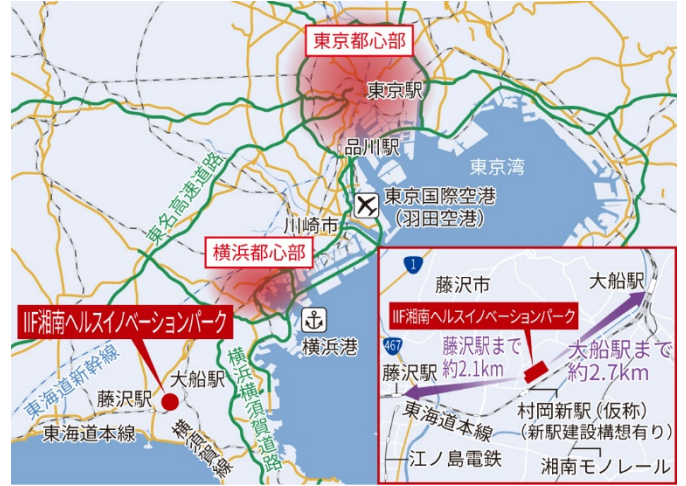 東京都心部
東京駅
品川駅
東京湾
東名高速道路
東京国際空港
(羽田空港)
川崎市
横浜都心部
IIF湘南ヘルスイノベーションパーク
横浜港
東海道新幹線
大船駅
藤沢駅
東海道本線
横須賀線
横浜横須賀道路
1
藤沢市
大船駅
IIF湘南ヘルスイノベーションパーク
467
藤沢駅まで
約2.1km
大船駅まで
約2.7km
藤沢駅
東海道本線
村岡新駅(仮称)
(新駅建設構想有り)
江ノ島電鉄
湘南モノレール